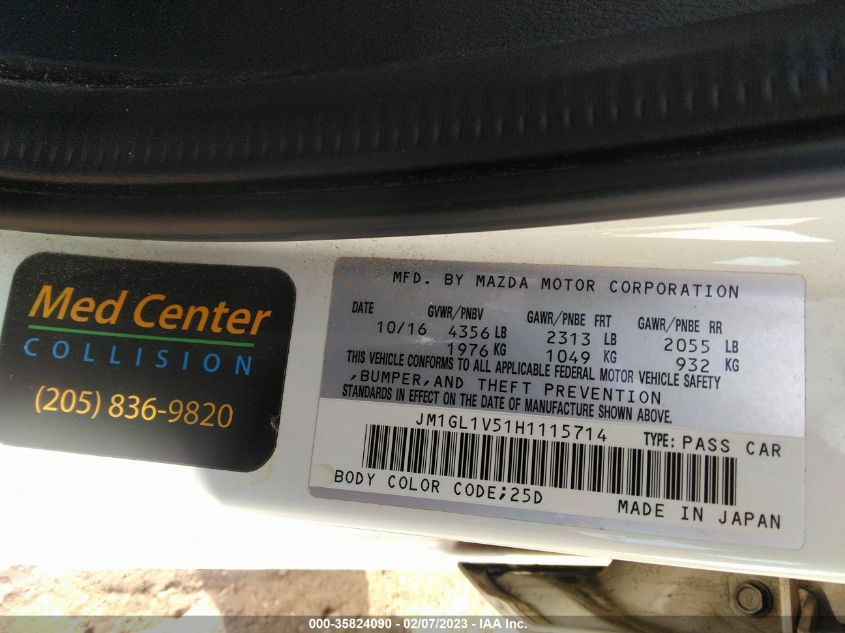 Med Center
COLLISION
(205) 836-9820
MFD. BY MAZDA MOTOR CORPORATION
DATE GVWR/PNBV GAWR/PNBE FRT GAWR/PNBE RR
10/16 4356 LB 2313 LB 2055 LB
1976 KG 1049 KG 932 KG
THIS VEHICLE CONFORMS TO ALL APPLICABLE FEDERAL MOTOR VEHICLE SAFETY
,BUMPER,AND THEFT PREVENTION
STANDARDS IN EFFECT ON THE DATE OF MANUFACTURE SHOWN ABOVE.
JM1GL1V51H1115714 TYPE: PASS CAR
BODY COLOR CODE;25D
MADE IN JAPAN
000-35824090 - 02/07/2023 - IAA Inc.